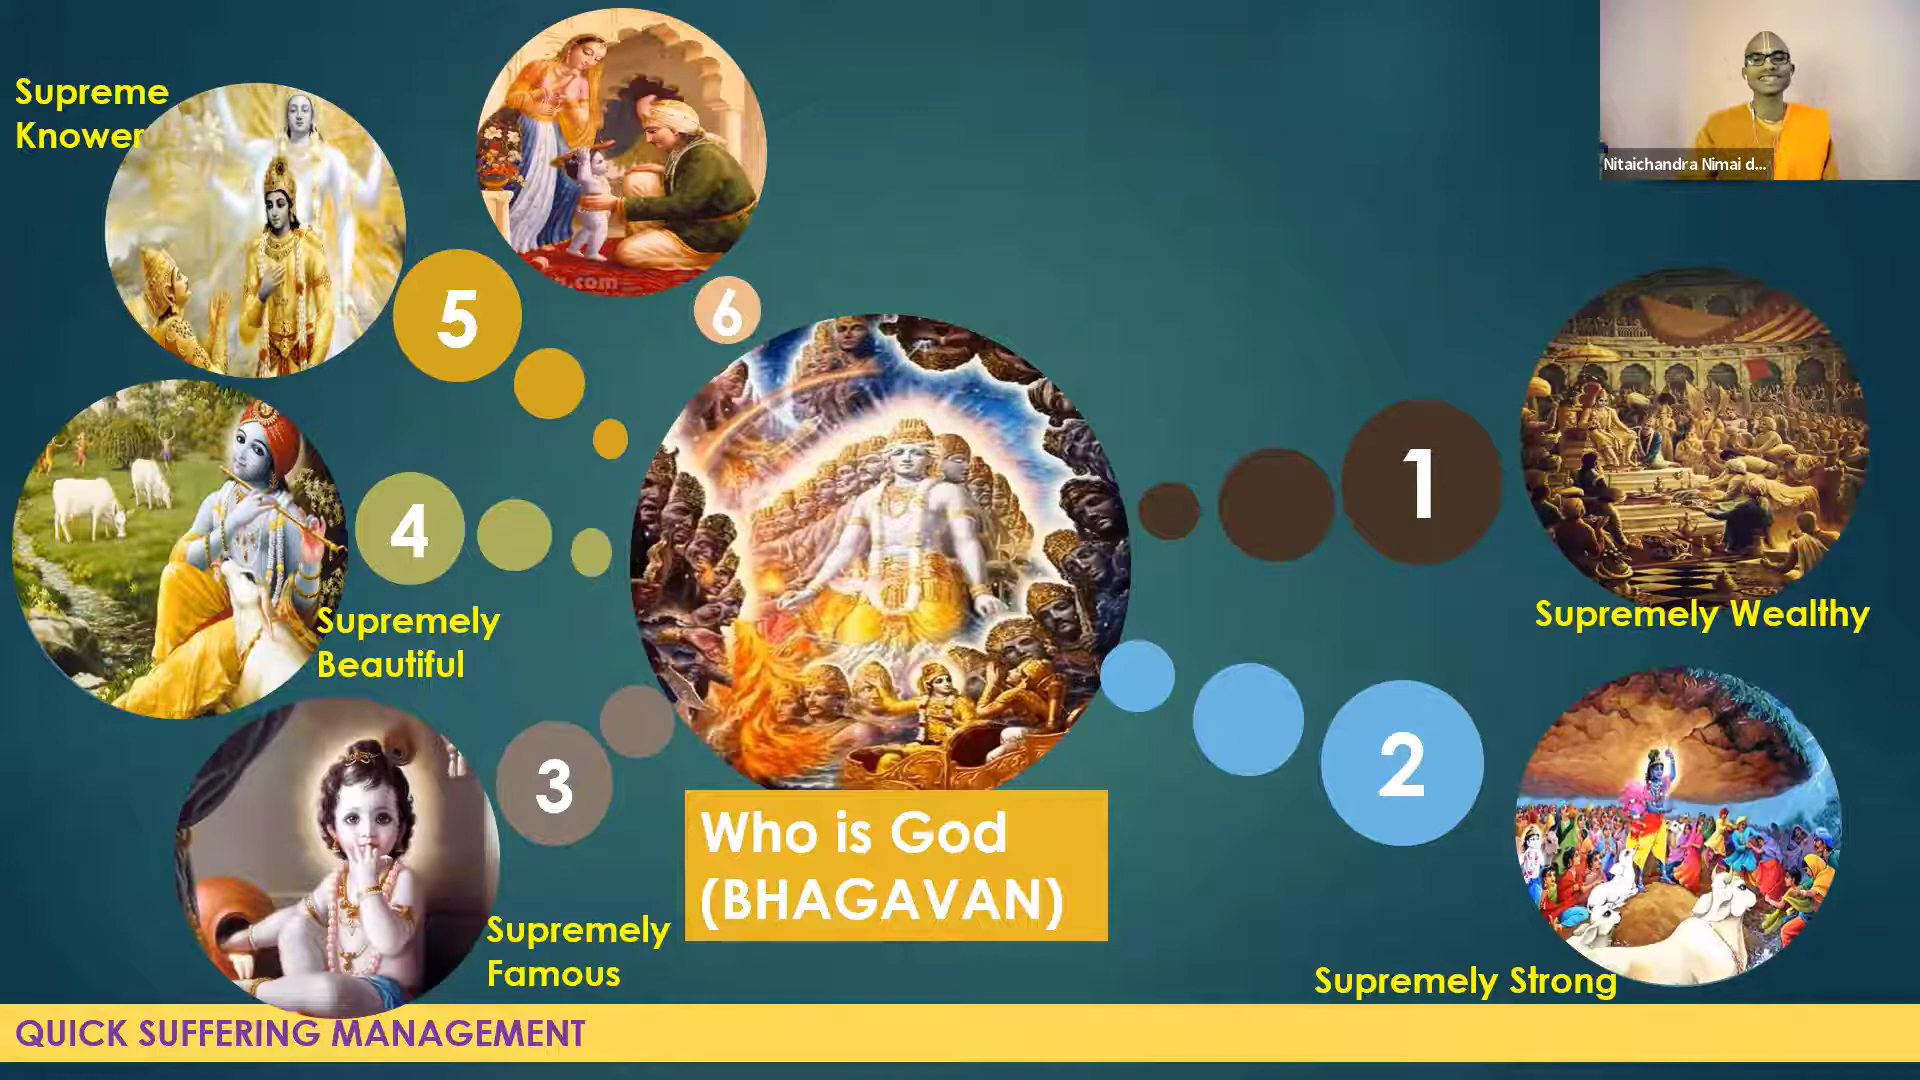 Supreme
Knower
Nitaichandra Nimai d...
5
6
1
4
Supremely Wealthy
Supremely
Beautiful
2
3
Who is God
(BHAGAVAN)
Supremely
Famous
Supremely Strong
QUICK SUFFERING MANAGEMENT